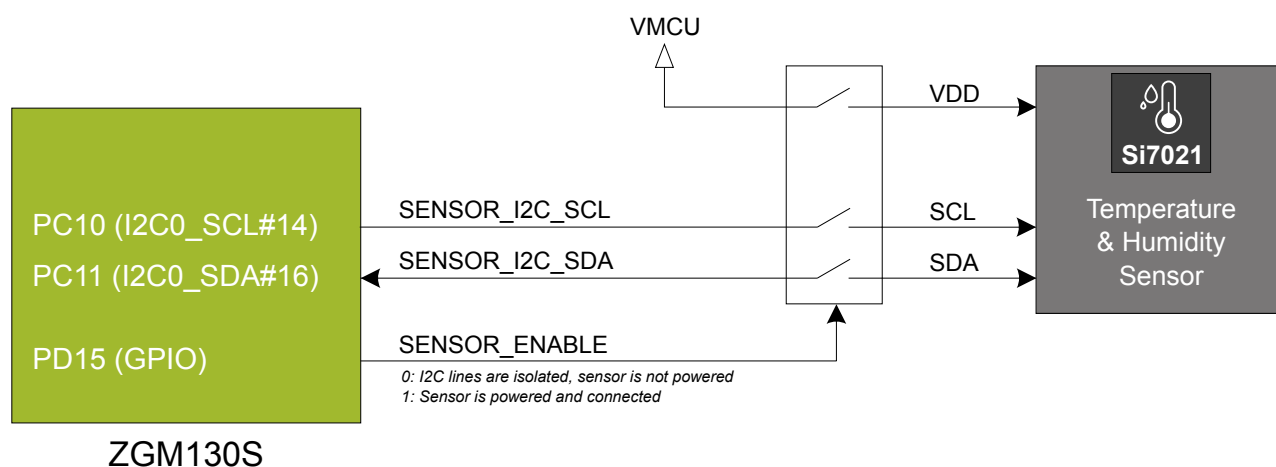 VMCU
VDD
Si7021
PC10 (I2C0_SCL#14)
SENSOR_I2C_SCL
SCL
Temperature
& Humidity
Sensor
PC11 (I2C0_SDA#16)
SENSOR_I2C_SDA
SDA
PD15 (GPIO)
SENSOR_ENABLE
0: I2C lines are isolated, sensor is not powered
1: Sensor is powered and connected
ZGM130S